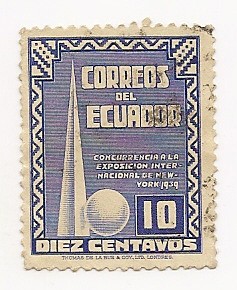 CORREOS
DEL
ECUADOR
CONCURRENCIA A LA
EXPOSICION INTER-
NACIONAL DE NEW-
YORK 1939
10
DIEZ CENTAVOS
THOMAS DE LA RUE & COY, LTD, LONDRES.